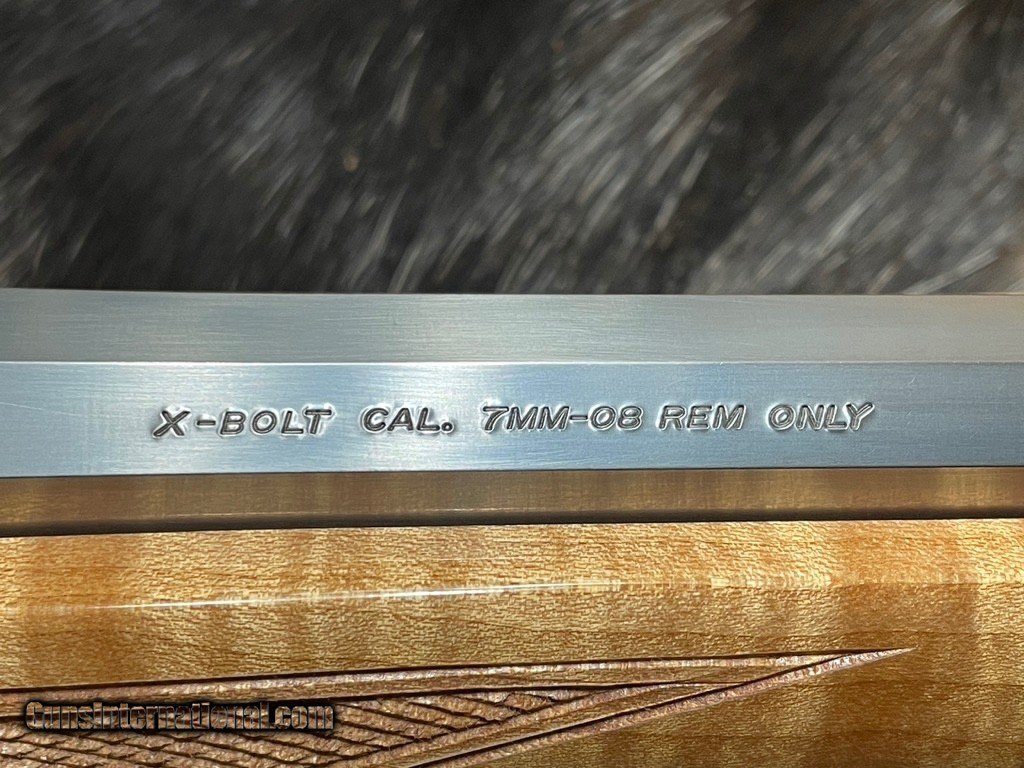 X-BOLT CAL. 7MM-08 REM ONLY
GunsInternational.com